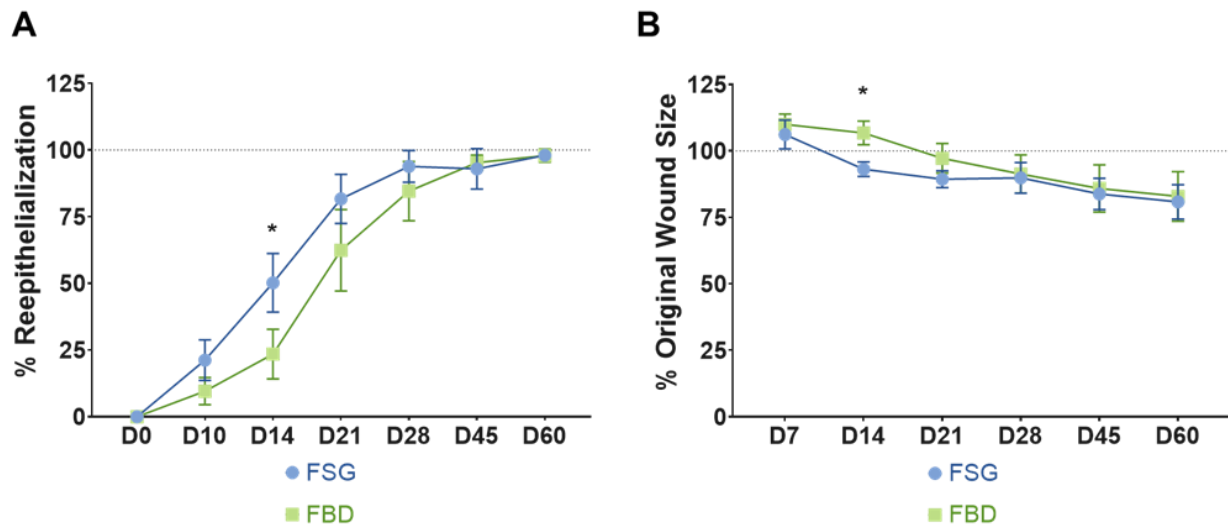 A
% Reepithelialization
125
100
75
50
25
0
*
D0 D10 D14 D21 D28 D45 D60
FSG
FBD
B
% Original Wound Size
125
100
75
50
25
0
*
D7 D14 D21 D28 D45 D60
FSG
FBD